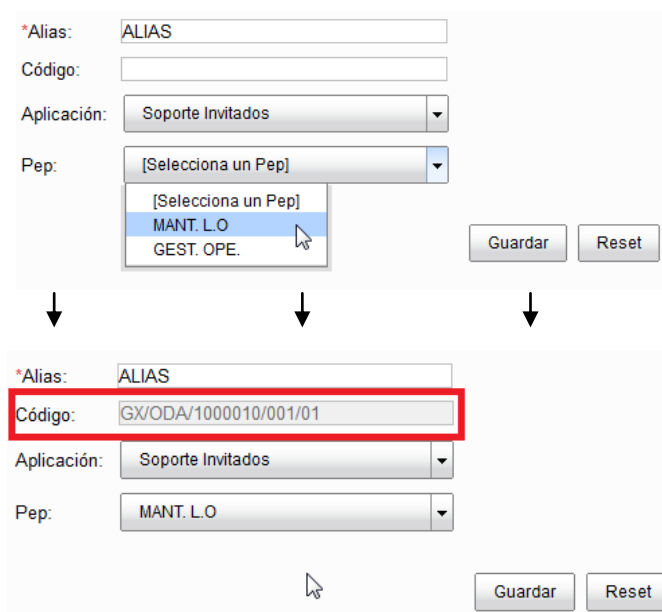 *Alias: ALIAS
Código:
Aplicación: Soporte Invitados
Pep: [Selecciona un Pep]
[Selecciona un Pep]
MANT. L.O
GEST. OPE.
Guardar Reset
*Alias: ALIAS
Código: GX/ODA/1000010/001/01
Aplicación: Soporte Invitados
Pep: MANT. L.O
Guardar Reset